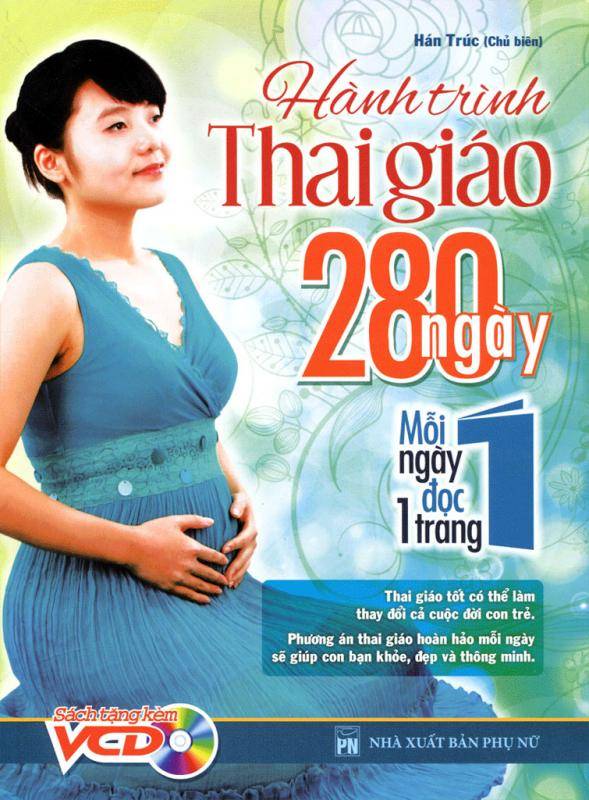 Hán Trúc (Chủ biên)
Hành trình
Thai giáo
280
ngày
Mỗi
ngày
đọc
1 trang
1
Thai giáo tốt có thể làm
thay đổi cả cuộc đời con trẻ.
Phương án thai giáo hoàn hảo mỗi ngày
sẽ giúp con bạn khỏe, đẹp và thông minh.
Sách tặng kèm
VCD
PN
NHÀ XUẤT BẢN PHỤ NỮ